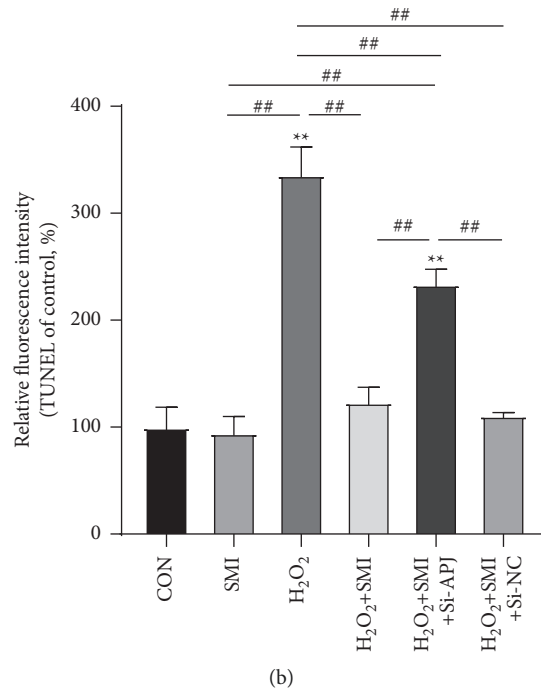 ##
##
##
## ##
**
## ##
**
400
300
200
100
0
Relative fluorescence intensity
(TUNEL of control, %)
CON
SMI
H₂O₂
H₂O₂+SMI
H₂O₂+SMI
+Si-APJ
H₂O₂+SMI
+Si-NC
(b)